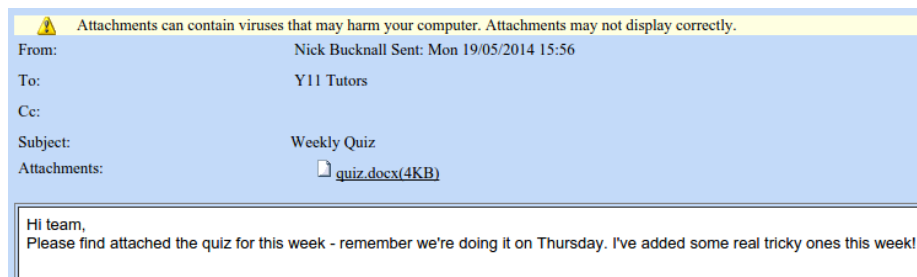 Attachments can contain viruses that may harm your computer. Attachments may not display correctly.
From: Nick Bucknall Sent: Mon 19/05/2014 15:56
To: Y11 Tutors
Cc:
Subject: Weekly Quiz
Attachments: quiz.docx(4KB)
Hi team,
Please find attached the quiz for this week - remember we're doing it on Thursday. I've added some real tricky ones this week!